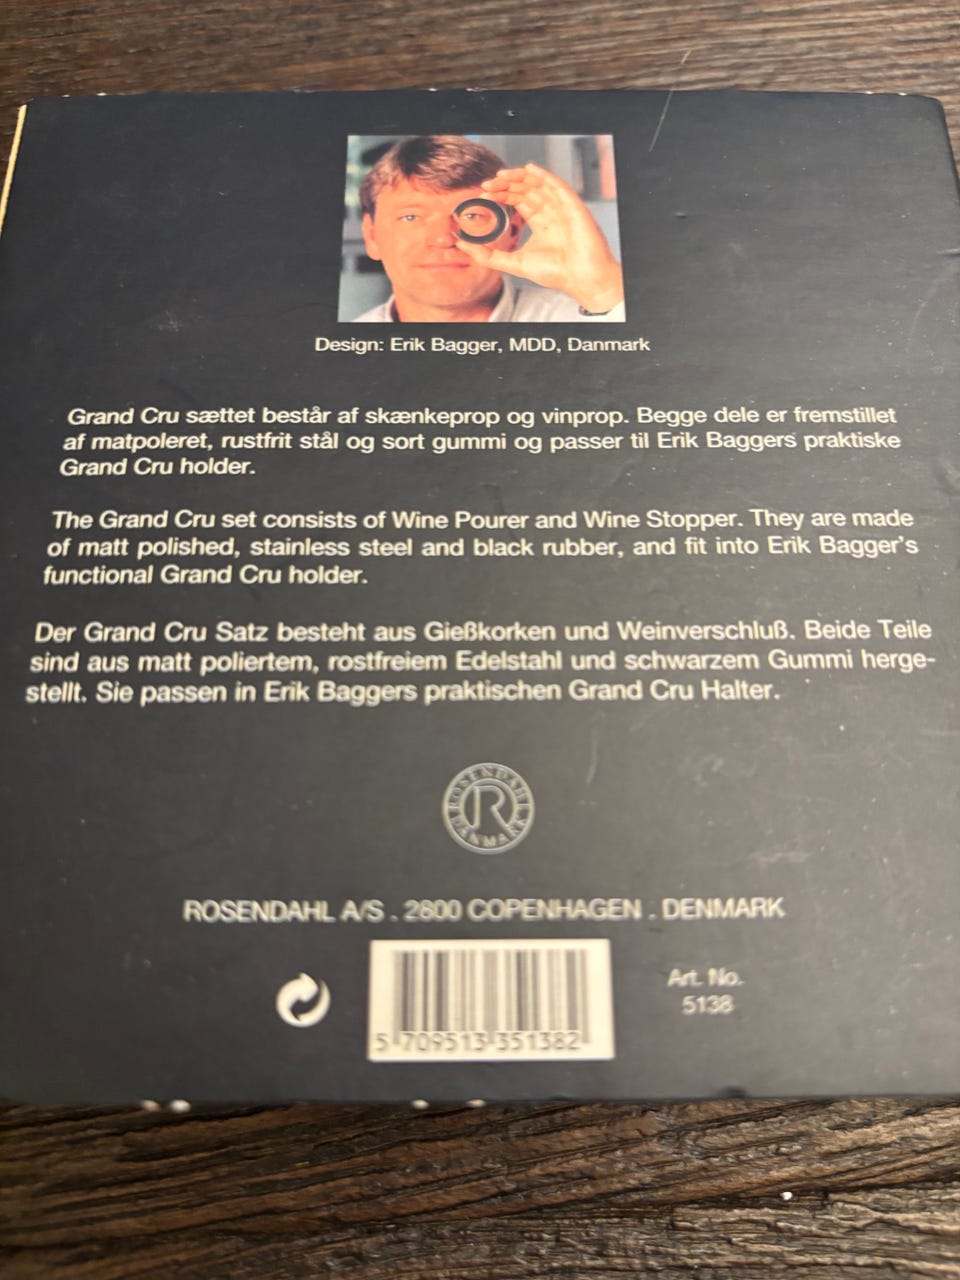 Design: Erik Bagger, MDD, Danmark
Grand Cru sættet består af skænkeprop og vinprop. Begge dele er fremstillet
af matpoleret, rustfrit stål og sort gummi og passer til Erik Baggers praktiske
Grand Cru holder.
The Grand Cru set consists of Wine Pourer and Wine Stopper. They are made
of matt polished, stainless steel and black rubber, and fit into Erik Bagger's
functional Grand Cru holder.
Der Grand Cru Satz besteht aus Gießkorken und Weinverschluß. Beide Teile
sind aus matt poliertem, rostfreiem Edelstahl und schwarzem Gummi herge-
stellt. Sie passen in Erik Baggers praktischen Grand Cru Halter.
ROSENDAHL
R
DANMARK
ROSENDAHL A/S . 2800 COPENHAGEN . DENMARK
Art. No.
5138
5 709513 351382